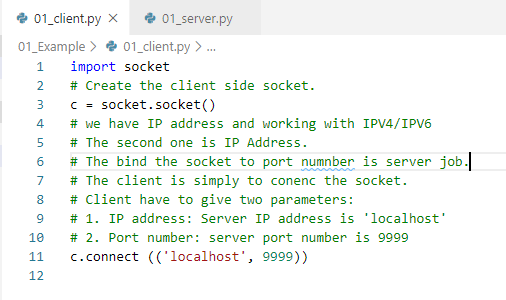 01_client.py
01_server.py
01_Example > 01_client.py > ...
1 import socket
2 # Create the client side socket.
3 c = socket.socket()
4 # we have IP address and working with IPV4/IPV6
5 # The second one is IP Address.
6 # The bind the socket to port numnber is server job.
7 # The client is simply to conenc the socket.
8 # Client have to give two parameters:
9 # 1. IP address: Server IP address is 'localhost'
10 # 2. Port number: server port number is 9999
11 c.connect (('localhost', 9999))
12